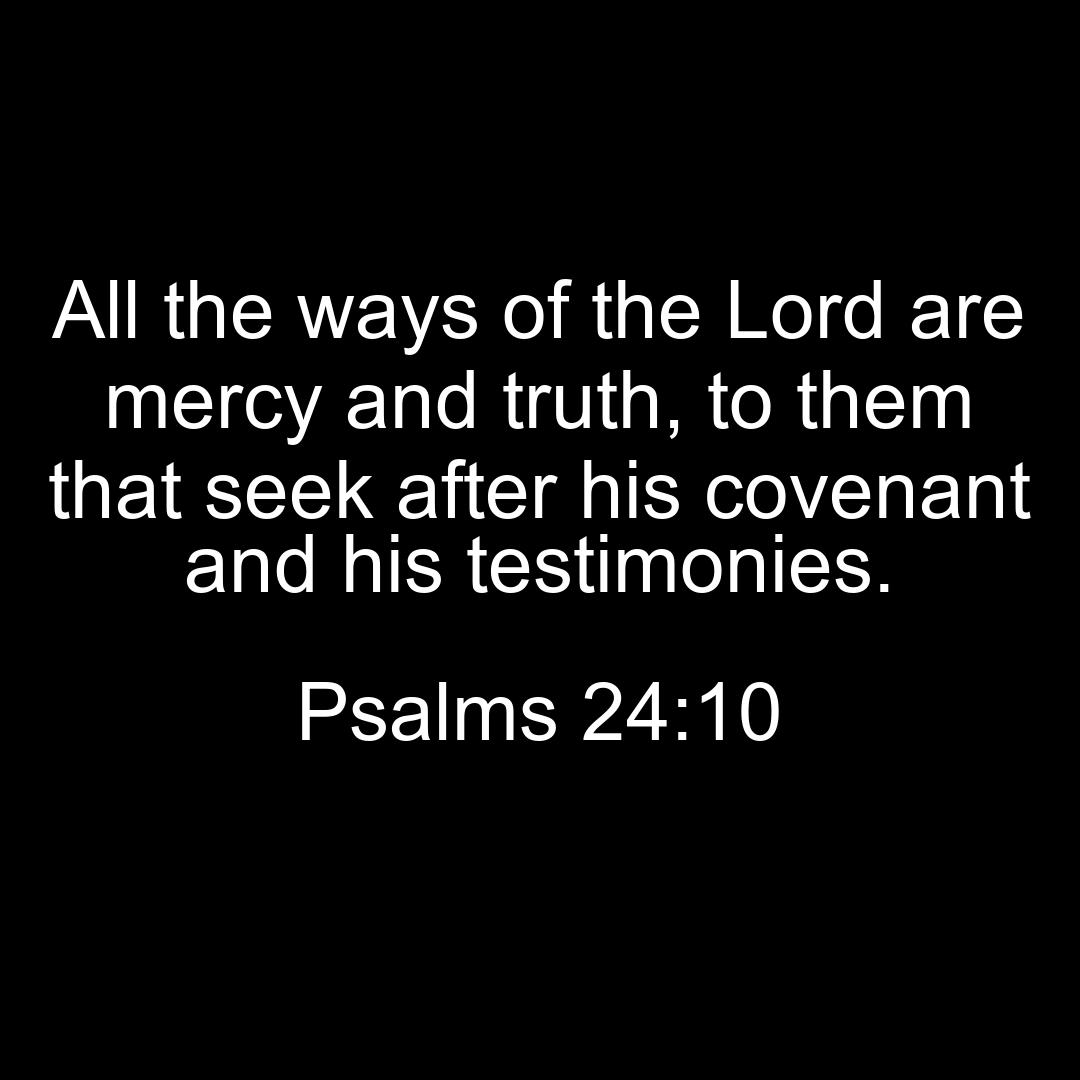 All the ways of the Lord are
mercy and truth, to them
that seek after his covenant
and his testimonies.
Psalms 24:10